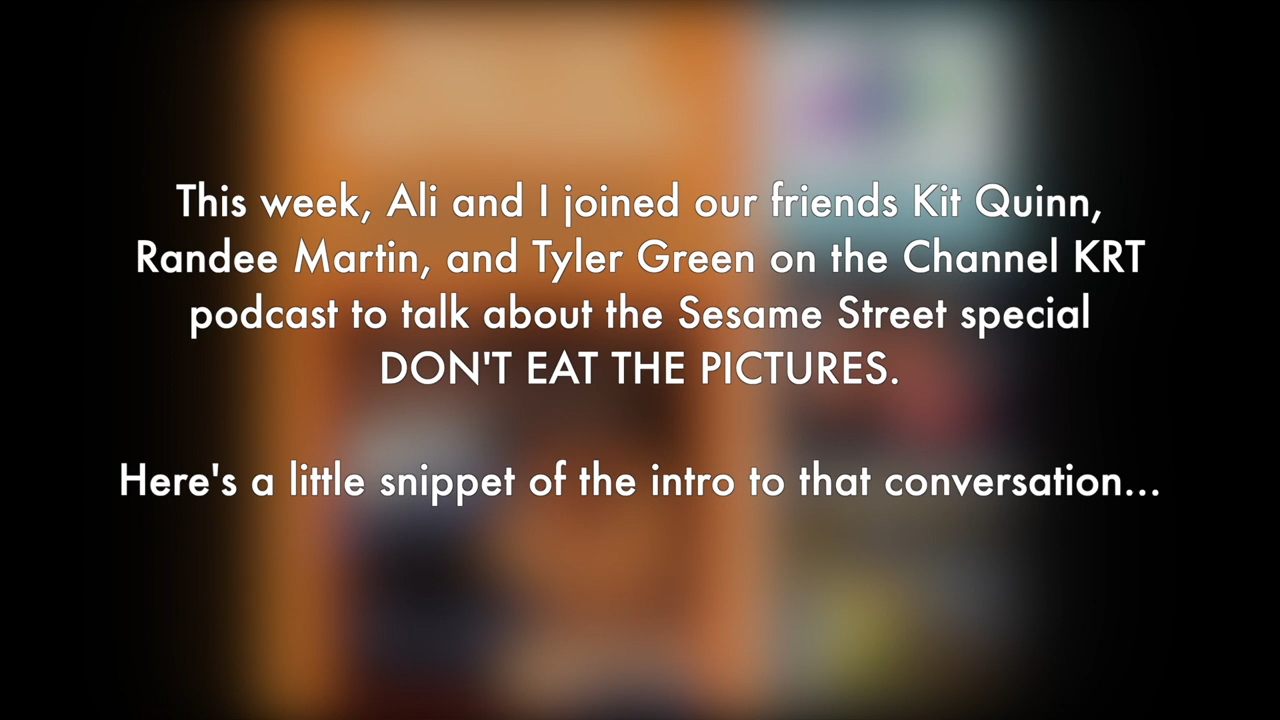 This week, Ali and I joined our friends Kit Quinn,
Randee Martin, and Tyler Green on the Channel KRT
podcast to talk about the Sesame Street special
DON'T EAT THE PICTURES.
Here's a little snippet of the intro to that conversation...